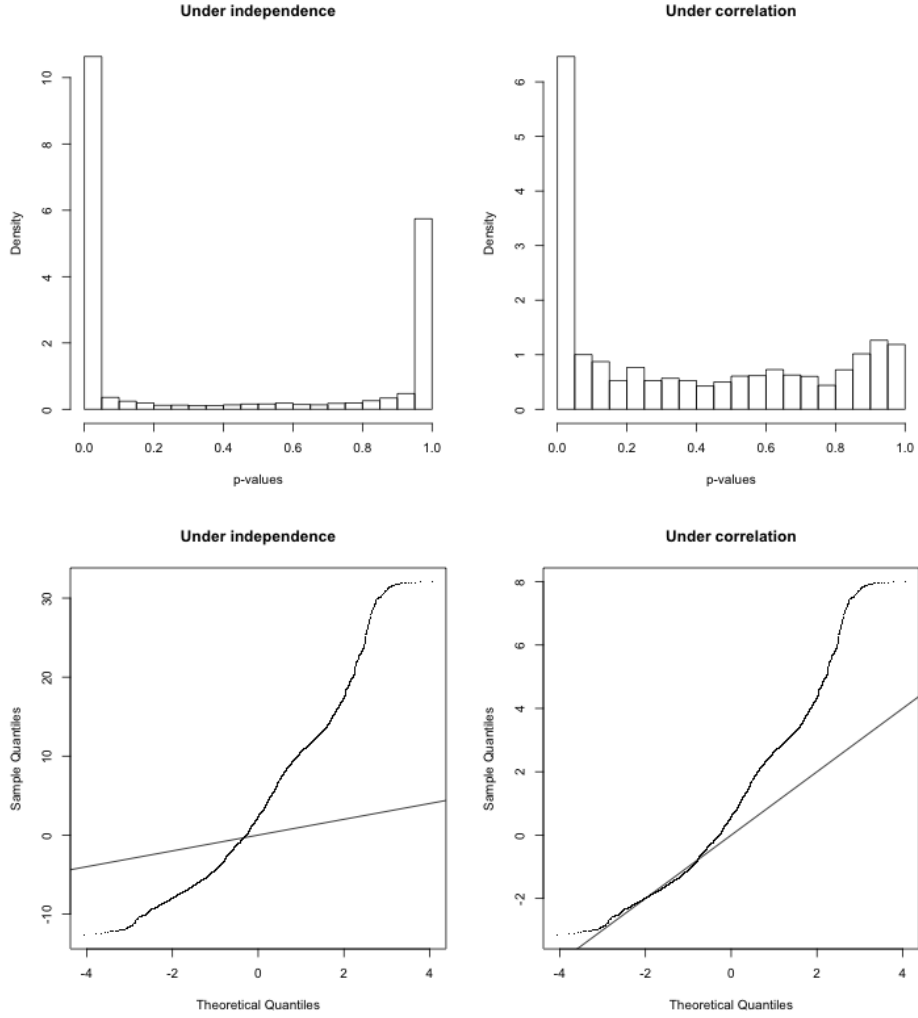 Under independence
Under correlation
Density
10
8
6
4
2
0
0.0 0.2 0.4 0.6 0.8 1.0
p-values
Density
6
5
4
3
2
1
0
0.0 0.2 0.4 0.6 0.8 1.0
p-values
Under independence
Under correlation
Sample Quantiles
30
20
10
0
-10
-4 -2 0 2 4
Theoretical Quantiles
Sample Quantiles
8
6
4
2
0
-2
-4 -2 0 2 4
Theoretical Quantiles